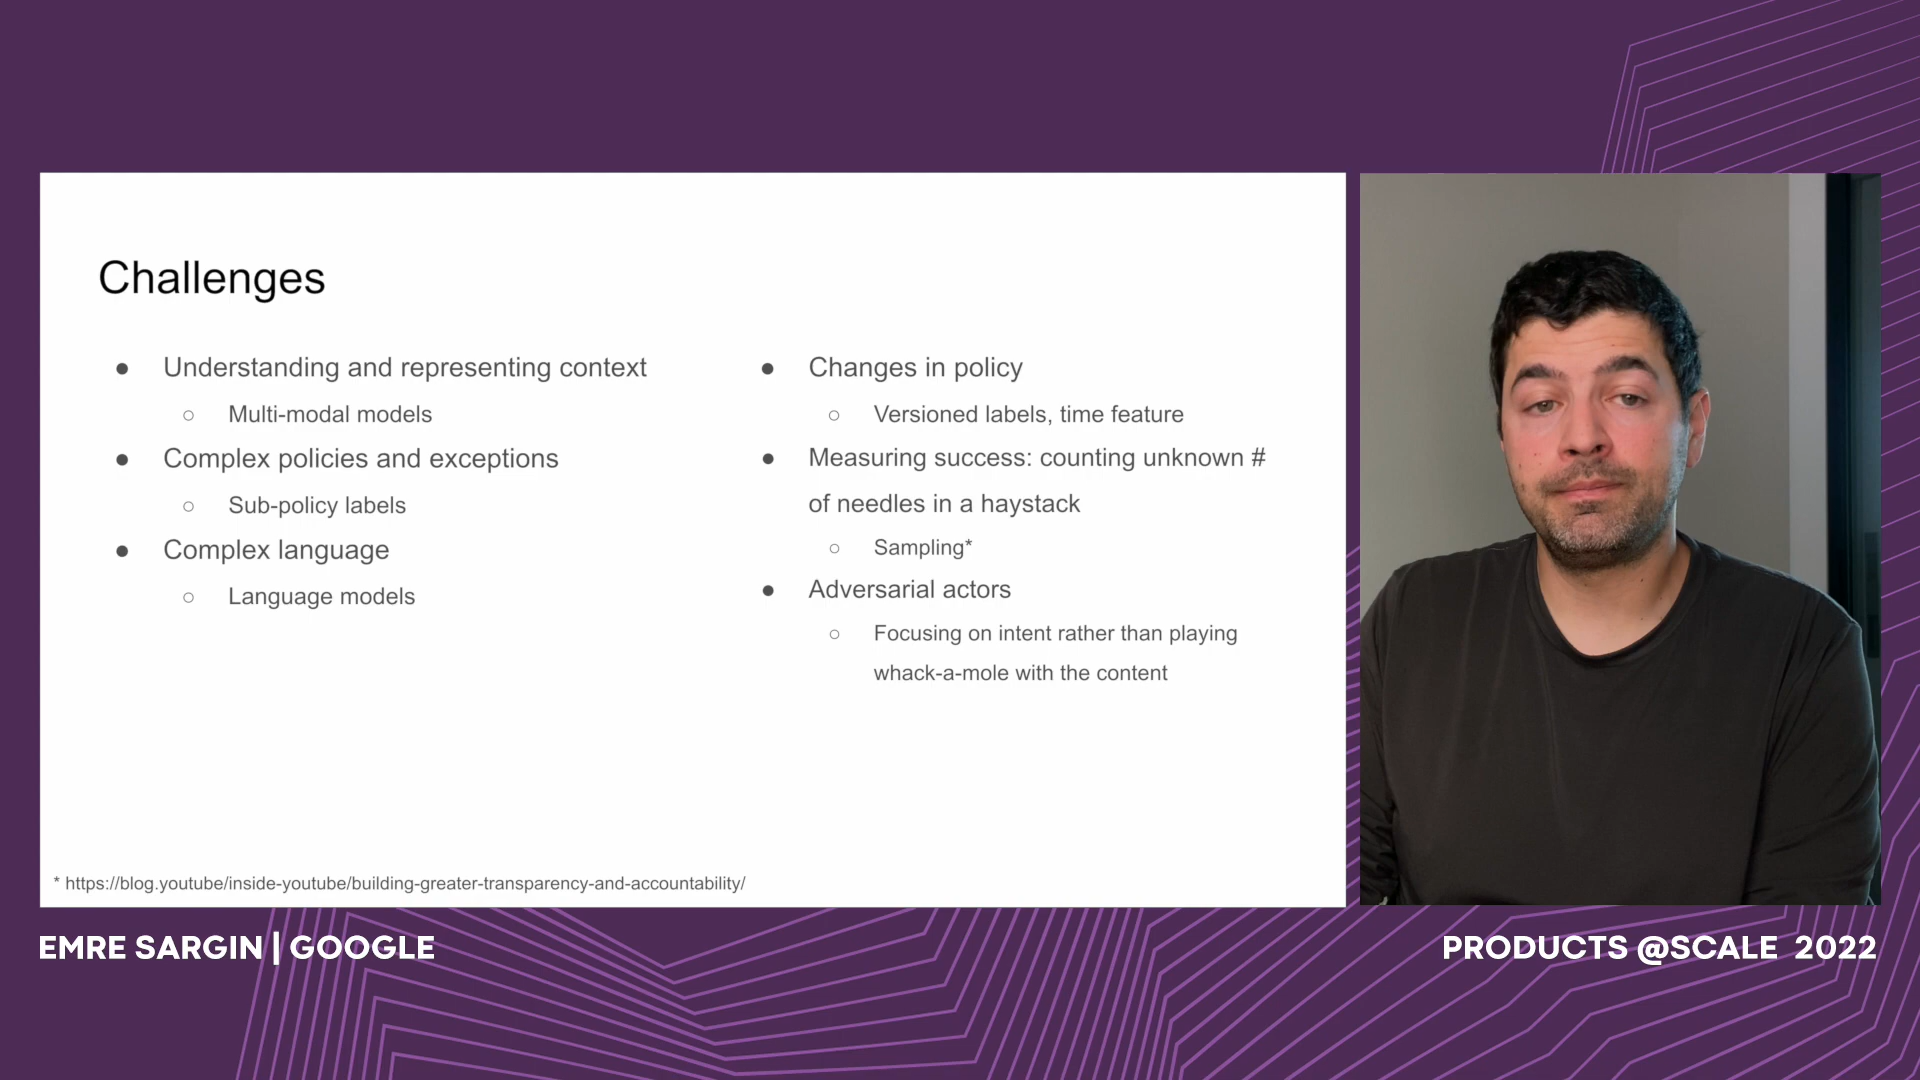 Challenges
● Understanding and representing context
○ Multi-modal models
● Complex policies and exceptions
○ Sub-policy labels
● Complex language
○ Language models
● Changes in policy
○ Versioned labels, time feature
● Measuring success: counting unknown #
of needles in a haystack
○ Sampling*
● Adversarial actors
○ Focusing on intent rather than playing
whack-a-mole with the content
* https://blog.youtube/inside-youtube/building-greater-transparency-and-accountability/
EMRE SARGIN | GOOGLE
PRODUCTS @SCALE 2022